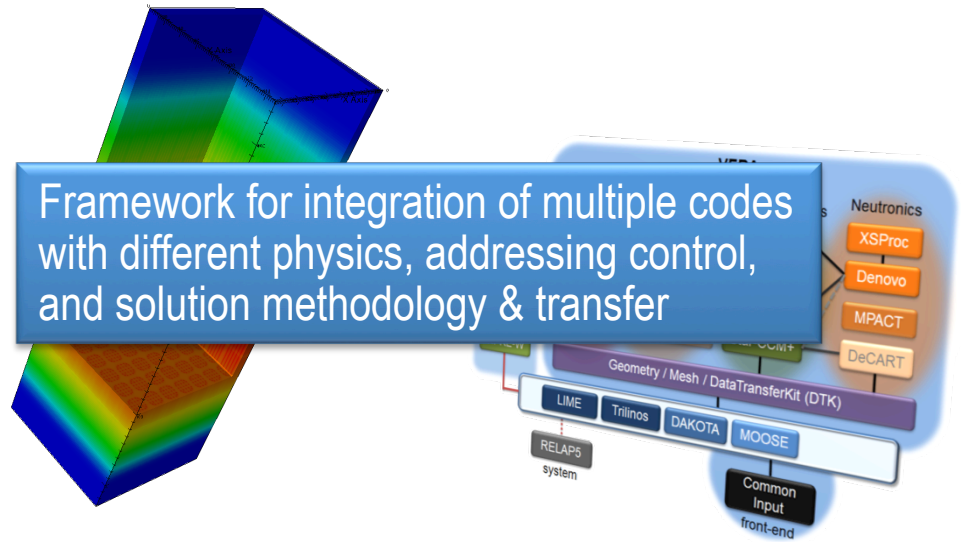 Framework for integration of multiple codes
with different physics, addressing control,
and solution methodology & transfer
Neutronics
XSProc
Denovo
MPACT
DeCART
Geometry / Mesh / DataTransferKit (DTK)
LIME
Trilinos
DAKOTA
MOOSE
RELAP5
system
Common
Input
front-end